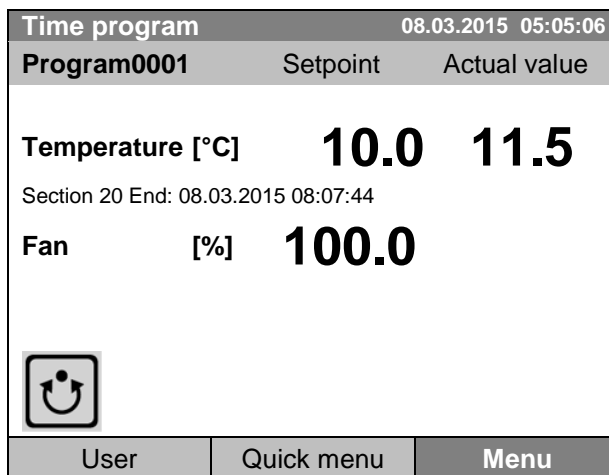 Time program 08.03.2015 05:05:06
Program0001 Setpoint Actual value
Temperature [°C] 10.0 11.5
Section 20 End: 08.03.2015 08:07:44
Fan [%] 100.0
User Quick menu Menu